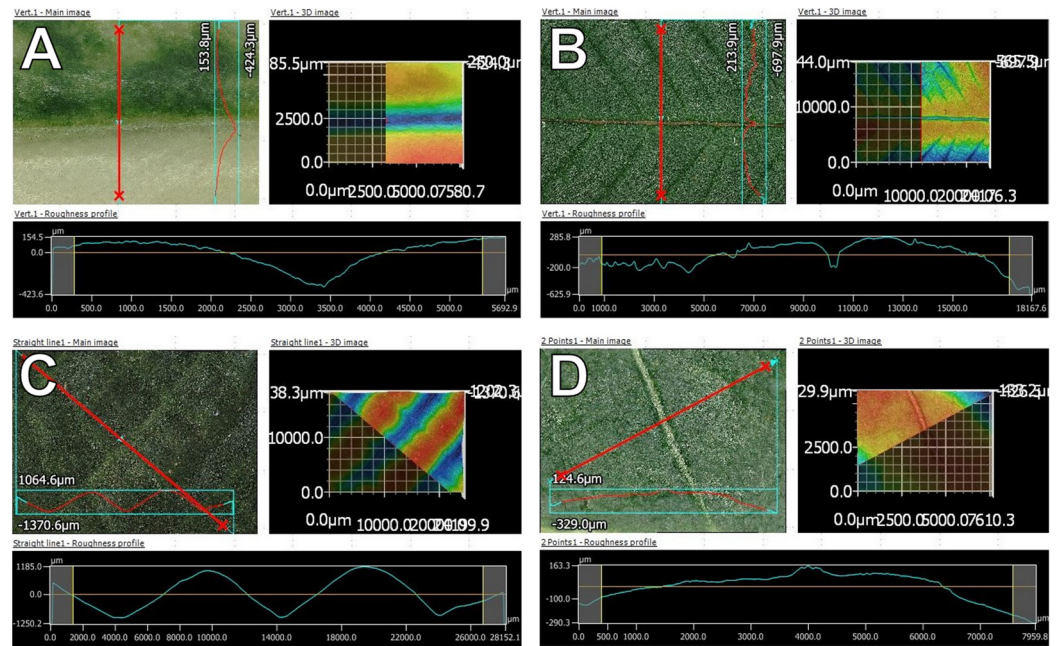 Vert.1 - Main image
Vert.1 - 3D image
A
153.8µm
-424.3µm
85.5µm
2500.0
0.0
0.0µm2500.05000.07580.7
Vert.1 - Roughness profile
µm
154.5
0.0
-423.6
0.0 500.0 1000.0 1500.0 2000.0 2500.0 3000.0 3500.0 4000.0 4500.0 5000.0 5692.9
µm
Vert.1 - Main image
Vert.1 - 3D image
B
213.9µm
-697.9µm
44.0µm
10000.0
0.0
0.0µm
Vert.1 - Roughness profile
µm
285.8
-200.0
-625.9
0.0 1000.0 3000.0 5000.0 7000.0 10000.0 13000.0 15000.0 18167.6
µm
Straight line1 - Main image
Straight line1 - 3D image
C
1064.6µm
-1370.6µm
38.3µm
10000.0
0.0
0.0µm
Straight line1 - Roughness profile
µm
1185.0
0.0
-1250.2
0.0 2000.0 4000.0 6000.0 8000.0 10000.0 14000.0 18000.0 22000.0 26000.0 28152.1
µm
2 Points1 - Main image
2 Points1 - 3D image
D
124.6µm
-329.0µm
29.9µm
2500.0
0.0
0.0µm
2 Points1 - Roughness profile
µm
163.3
-100.0
-290.3
0.0 500.0 1000.0 2000.0 3000.0 4000.0 5000.0 6000.0 7000.0 7959.8
µm